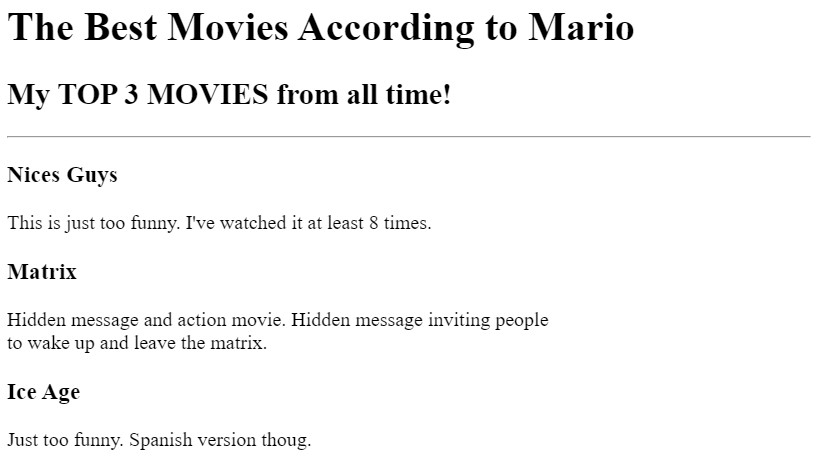 The Best Movies According to Mario
My TOP 3 MOVIES from all time!
Nices Guys
This is just too funny. I've watched it at least 8 times.
Matrix
Hidden message and action movie. Hidden message inviting people
to wake up and leave the matrix.
Ice Age
Just too funny. Spanish version thoug.